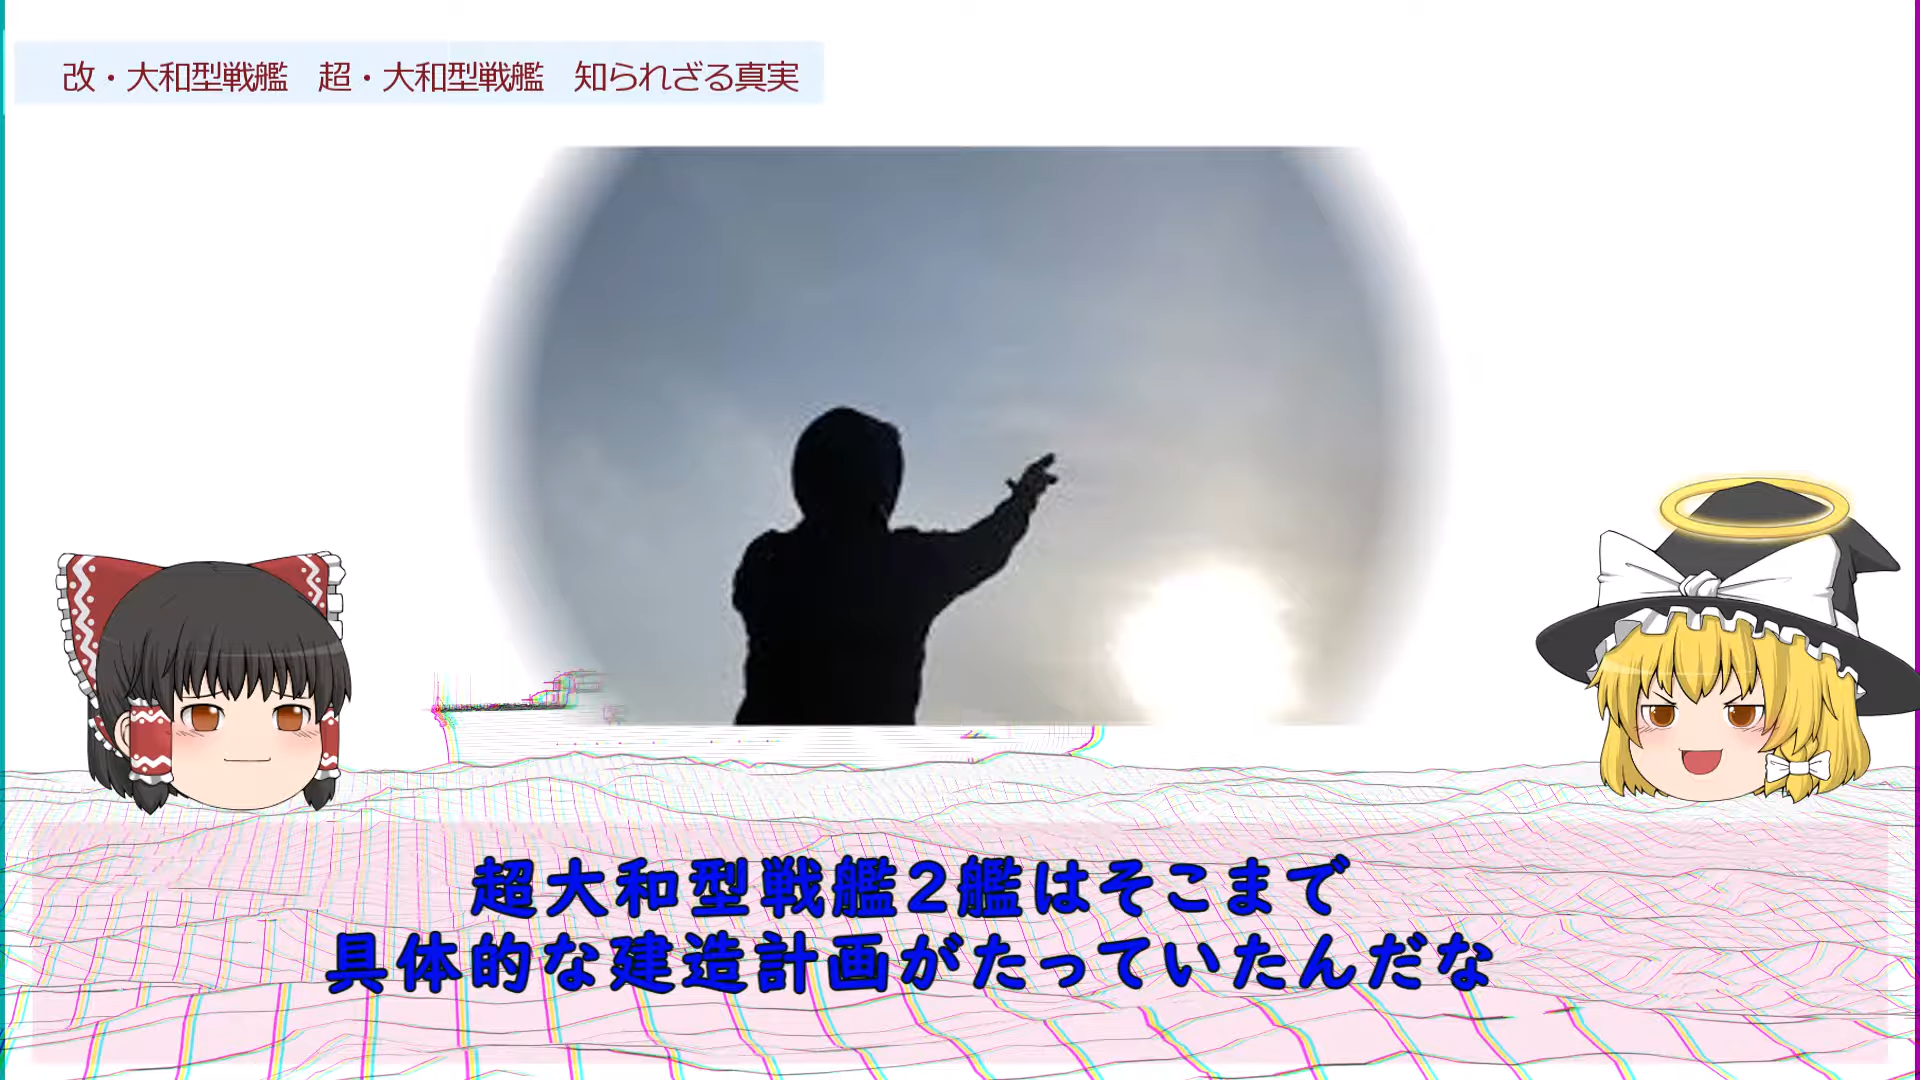 改・大和型戦艦　超・大和型戦艦　知られざる真実
超大和型戦艦２艦はそこまで
具体的な建造計画がたっていたんだな